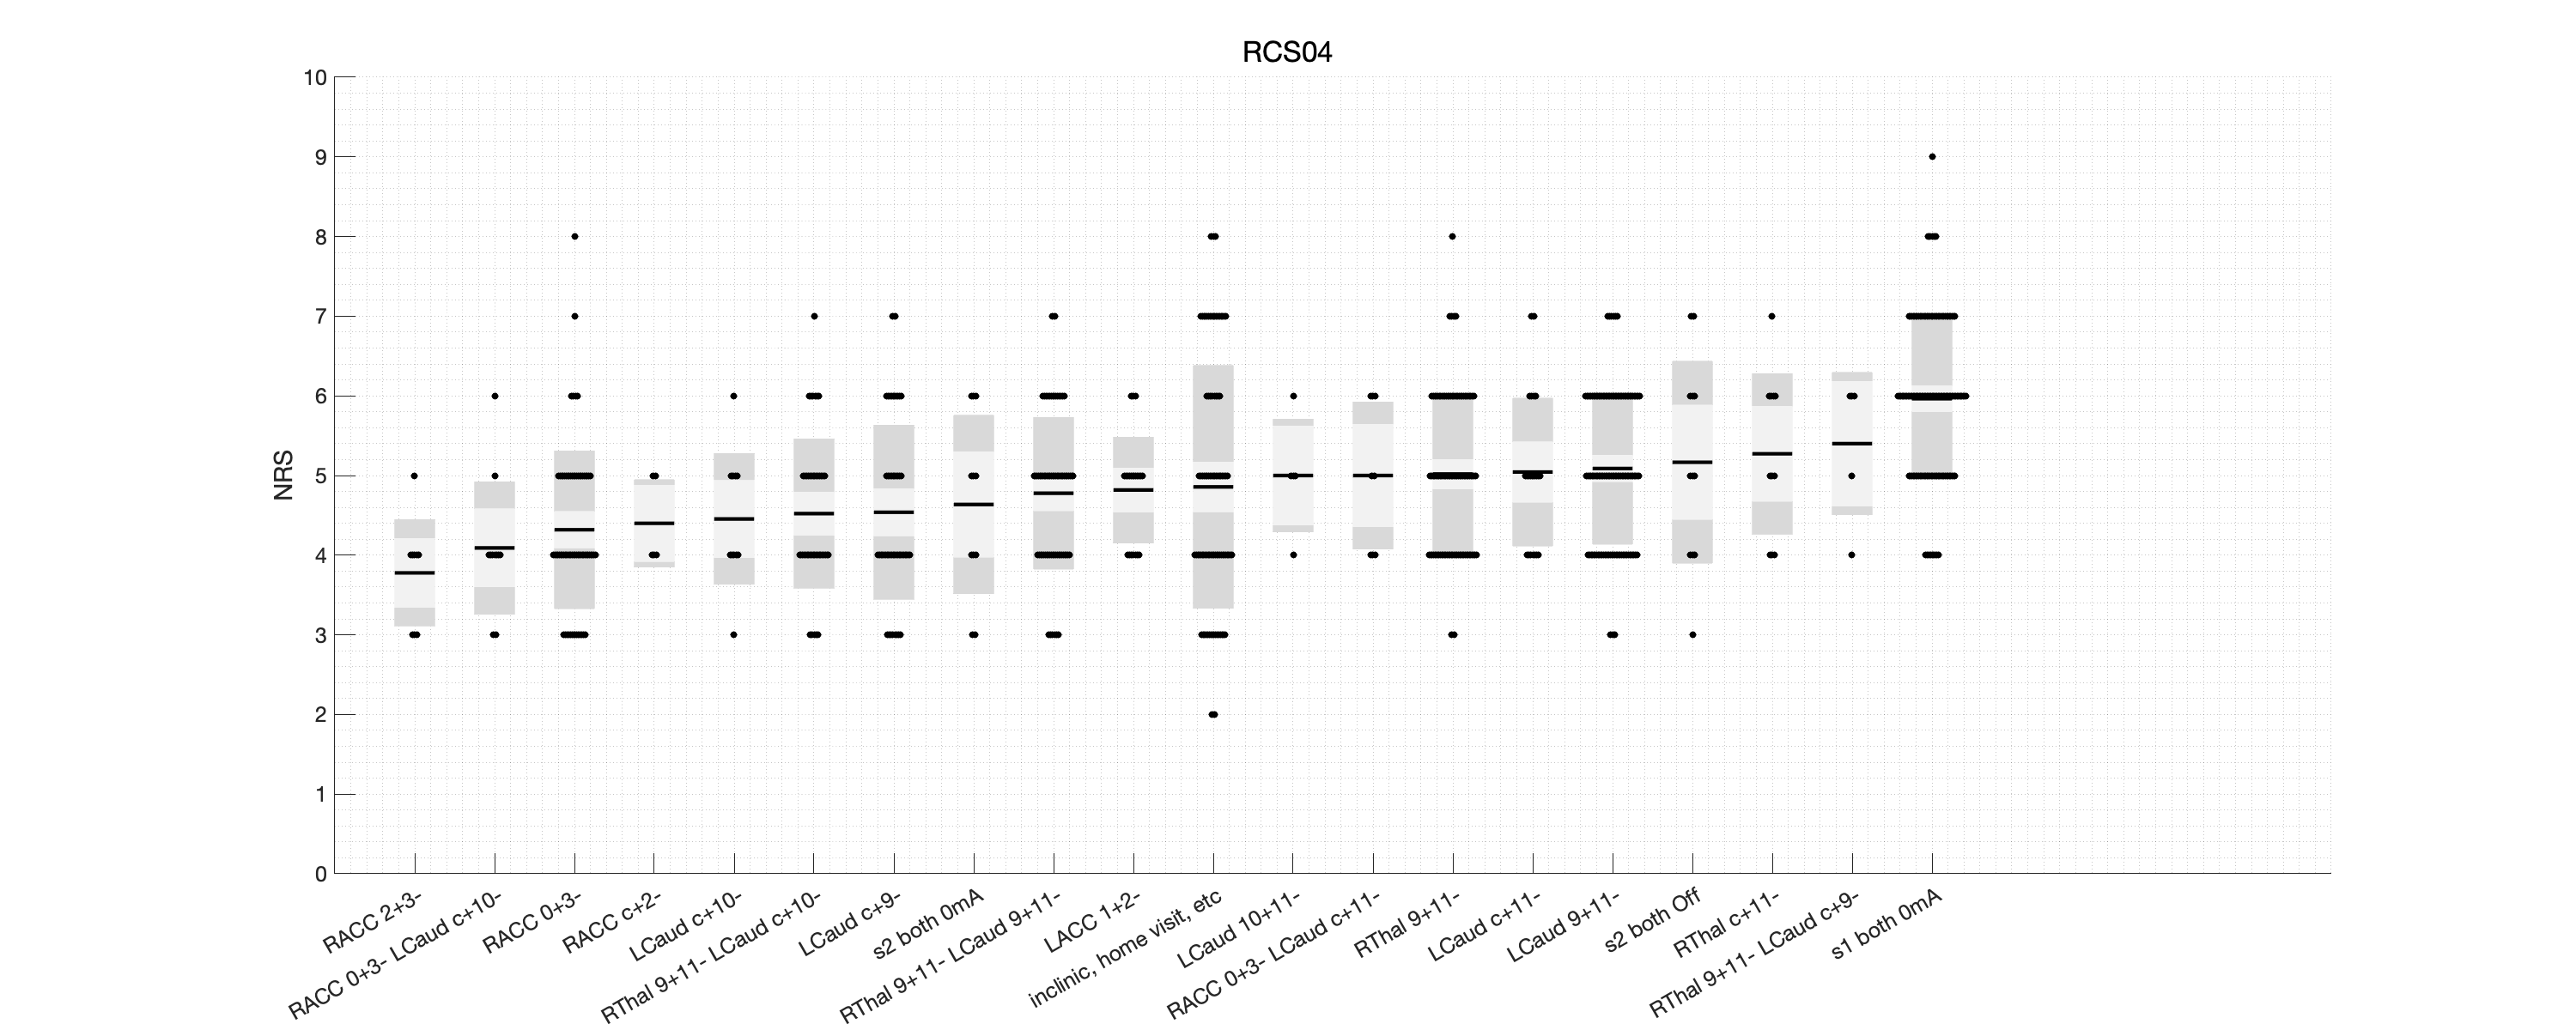 RCS04
10
9
8
7
6
5
4
3
2
1
0
NRS
RACC 2+3-
RACC 0+3- LCaud c+10-
RACC 0+3-
RACC c+2-
LCaud c+10-
RThal 9+11- LCaud c+10-
LCaud c+9-
s2 both 0mA
RThal 9+11- LCaud 9+11-
LACC 1+2-
inclinic, home visit, etc
LCaud 10+11-
RACC 0+3- LCaud c+11-
RThal 9+11-
LCaud c+11-
LCaud 9+11-
s2 both Off
RThal c+11-
RThal 9+11- LCaud c+9-
s1 both 0mA